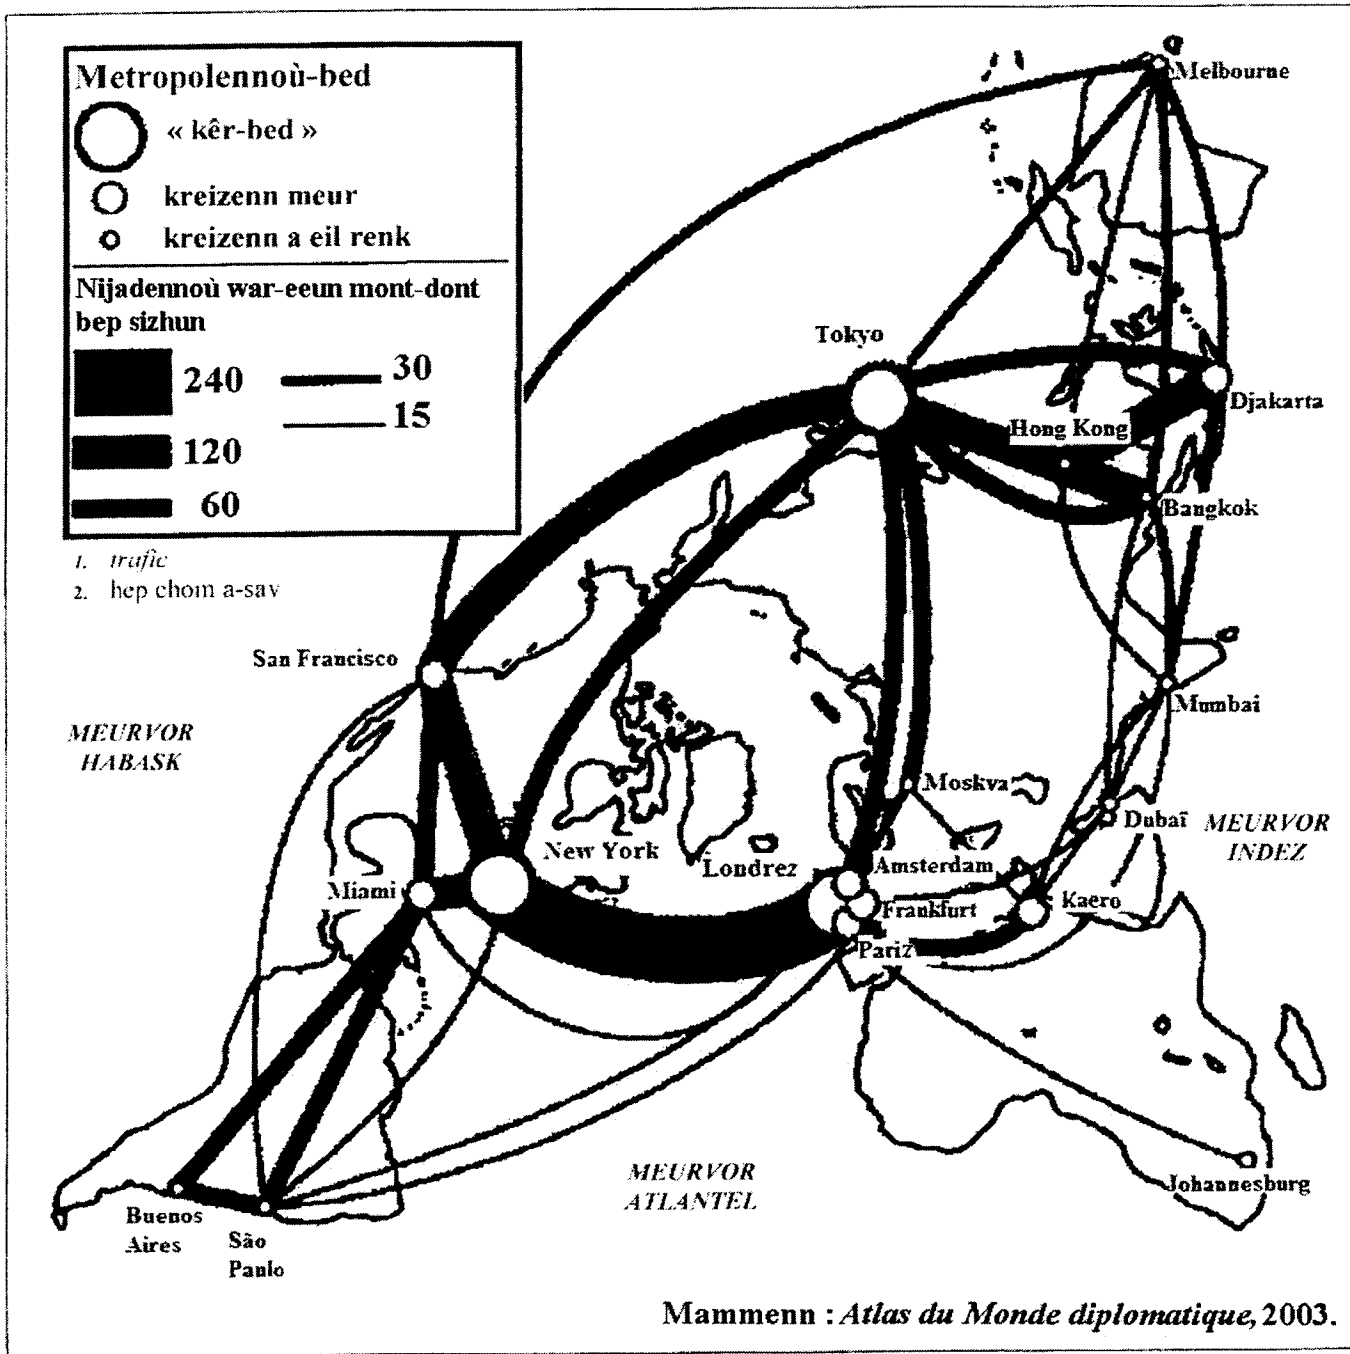 Metropolennoù-bed
« kêr-bed »
kreizenn meur
kreizenn a eil renk
Nijadennoù war-eeun mont-dont
bep sizhun
240
30
15
120
60
1. trafic
2. hep chom a-sav
Melbourne
Tokyo
Djakarta
Hong Kong
Bangkok
San Francisco
Mumbai
MEURVOR
HABASK
Moskva
Dubaï
MEURVOR
INDEZ
New York
Londrez
Amsterdam
Miami
Frankfurt
Kaero
Pariz
MEURVOR
ATLANTEL
Johannesburg
Buenos
Aires
São
Paulo
Mammenn : Atlas du Monde diplomatique, 2003.